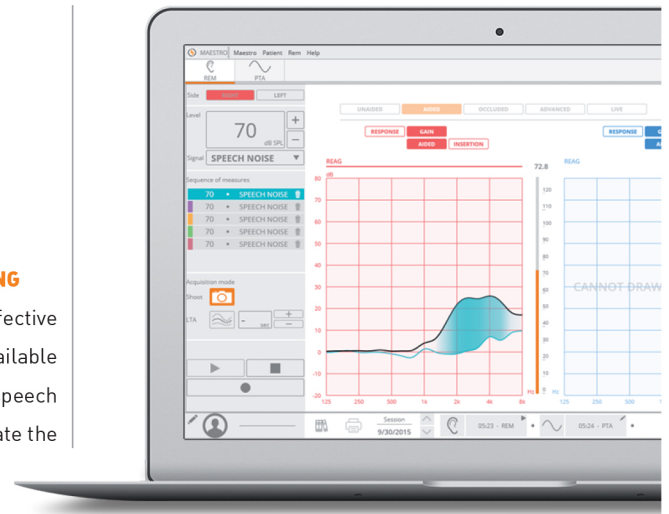 NG
fective
ailable
speech
ate the
MAESTRO Maestro Patient Rem Help
REM PTA
Side RIGHT LEFT
Level
70
dB SPL
+
−
Signal SPEECH NOISE
Sequence of measures
70 • SPEECH NOISE
70 • SPEECH NOISE
70 • SPEECH NOISE
70 • SPEECH NOISE
70 • SPEECH NOISE
Acquisition mode
Shoot
LTA - sec + −
UNAIDED AIDED OCCLUDED ADVANCED LIVE
RESPONSE GAIN
AIDED INSERTION
RESPONSE
REAG
dB
80
70
60
50
40
30
20
10
0
-10
-20
125 250 500 1k 2k 4k 8k
Hz
72.8
120
110
100
90
80
70
60
50
40
30
20
10
0
REAG
CANNOT DRAW
Hz
125 250 500
Session
9/30/2015
05:23 - REM
05:24 - PTA